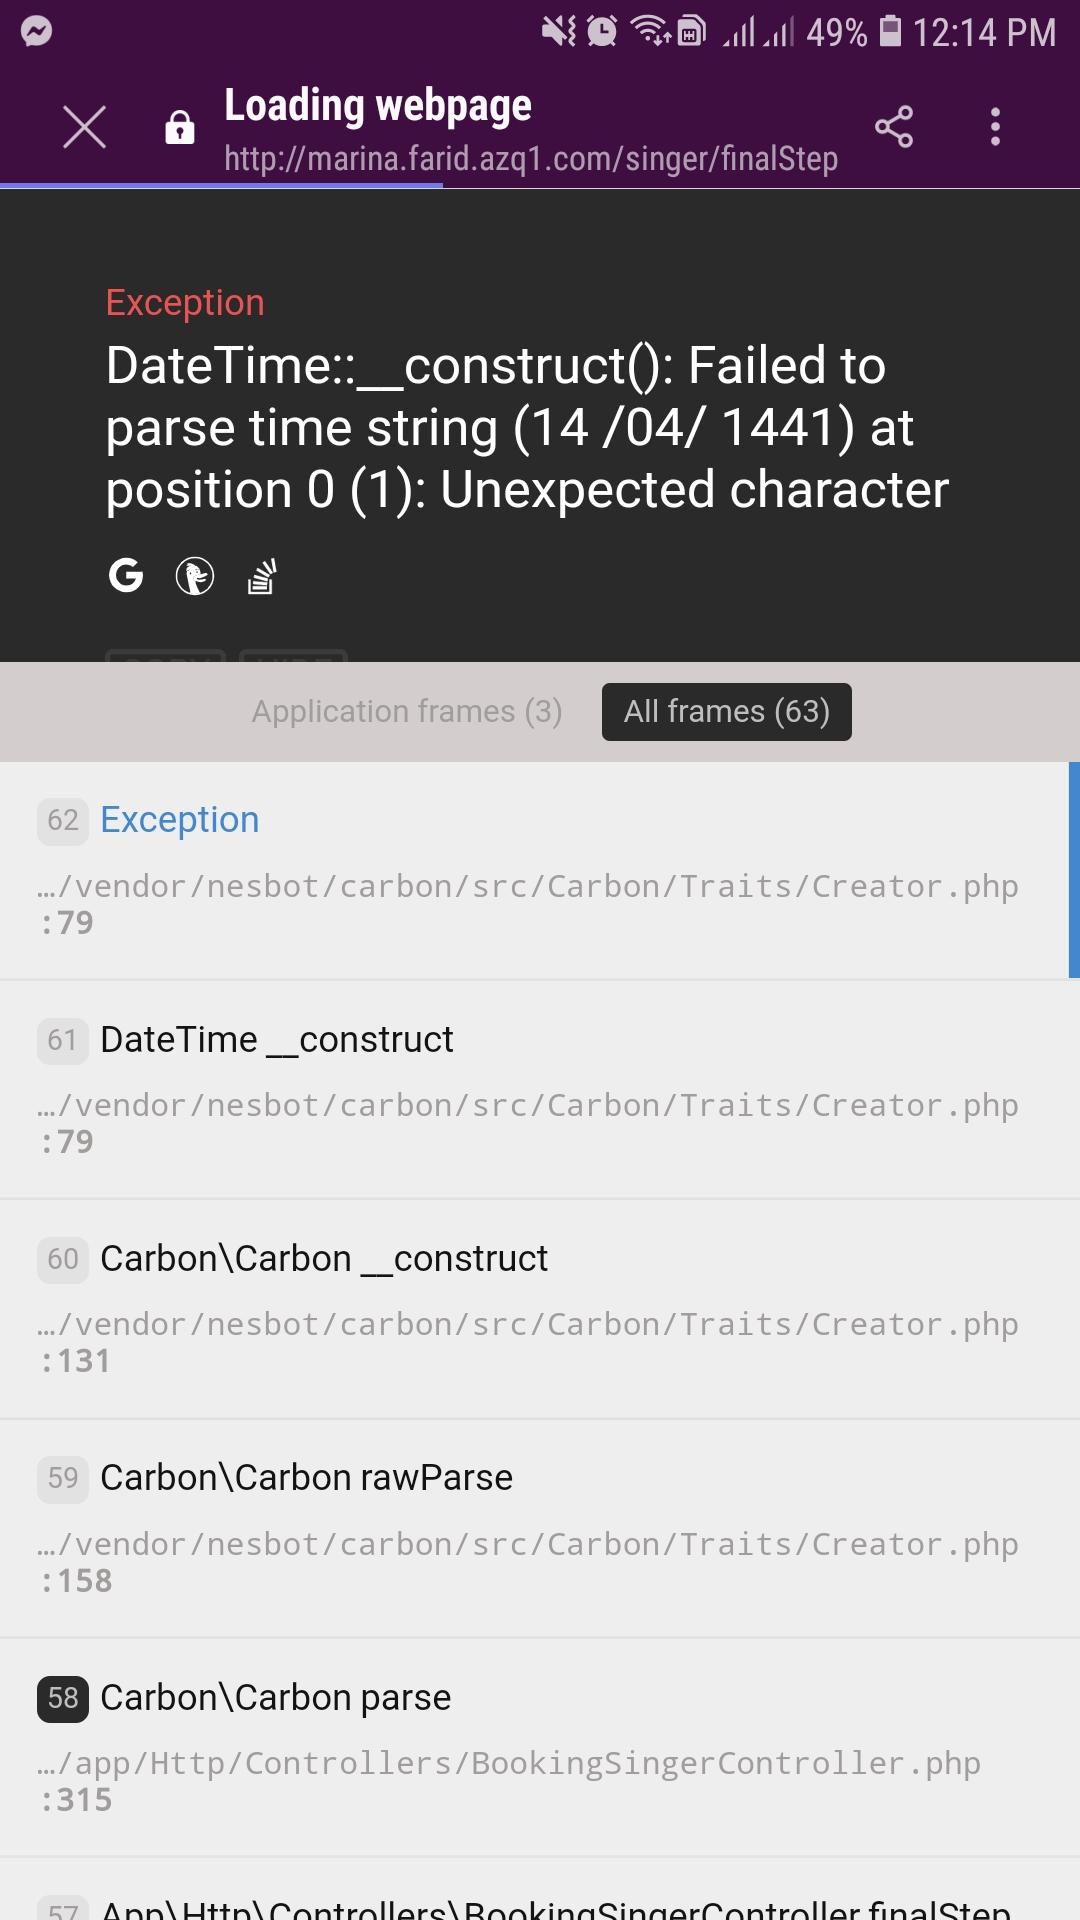 49% 12:14 PM
Loading webpage
http://marina.farid.azq1.com/singer/finalStep
Exception
DateTime::__construct(): Failed to
parse time string (14 /04/ 1441) at
position 0 (1): Unexpected character
Application frames (3) All frames (63)
62 Exception
…/vendor/nesbot/carbon/src/Carbon/Traits/Creator.php
:79
61 DateTime __construct
…/vendor/nesbot/carbon/src/Carbon/Traits/Creator.php
:79
60 Carbon\Carbon __construct
…/vendor/nesbot/carbon/src/Carbon/Traits/Creator.php
:131
59 Carbon\Carbon rawParse
…/vendor/nesbot/carbon/src/Carbon/Traits/Creator.php
:158
58 Carbon\Carbon parse
…/app/Http/Controllers/BookingSingerController.php
:315
57 App\Http\Controllers\BookingSingerController finalStep